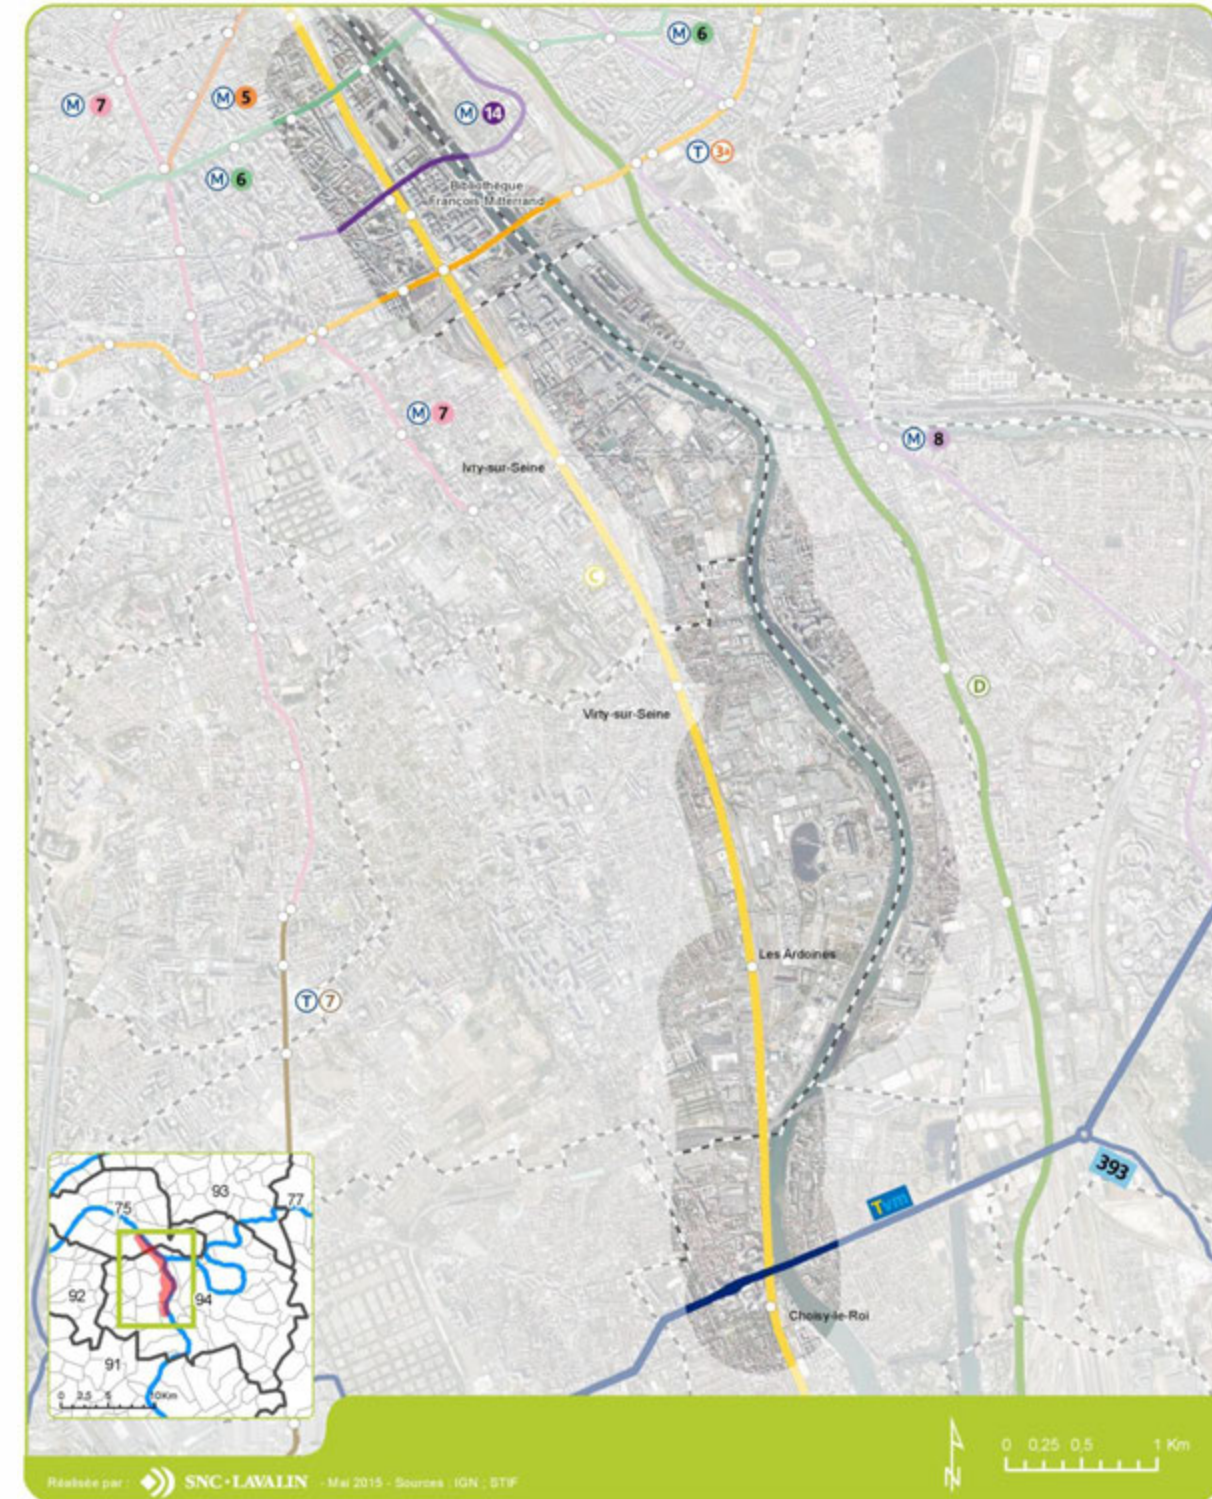 M 6
M 7
M 5
M 14
T 3a
M 6
Bibliothèque
François Mitterrand
M 7
M 8
Ivry-sur-Seine
C
D
Virty-sur-Seine
Les Ardoines
T 7
393
Tvm
Choisy-le-Roi
93
77
75
92
94
91
0 2,5 5 10Km
0 0,25 0,5 1 Km
N
Réalisée par : SNC•LAVALIN - Mai 2015 - Sources : IGN ; STIF